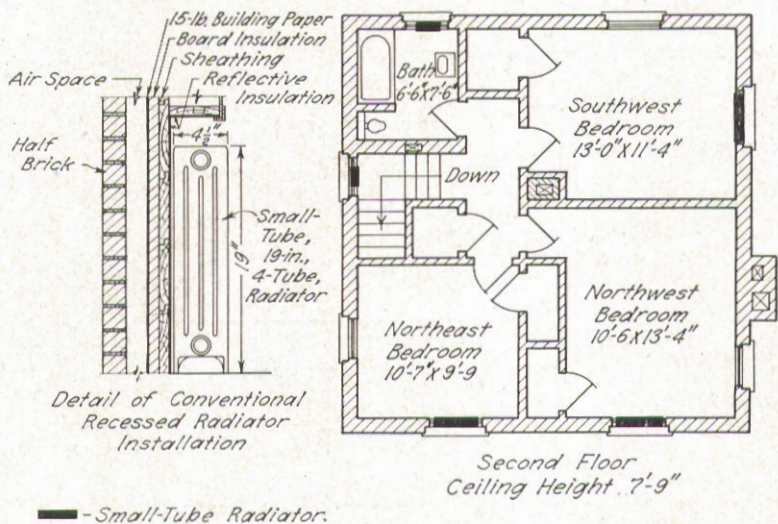 15-lb. Building Paper
Board Insulation
Sheathing
Reflective
Insulation
Air Space
4½"
Half
Brick
Small-
Tube,
19-in.,
4-Tube,
Radiator
19"
Detail of Conventional
Recessed Radiator
Installation
Bath
6'-6"X7'-6"
Southwest
Bedroom
13'-0"X11'-4"
Down
Northeast
Bedroom
10'-7"X9'-9
Northwest
Bedroom
10'-6X13'-4"
Second Floor
Ceiling Height 7'-9"
- Small-Tube Radiator.